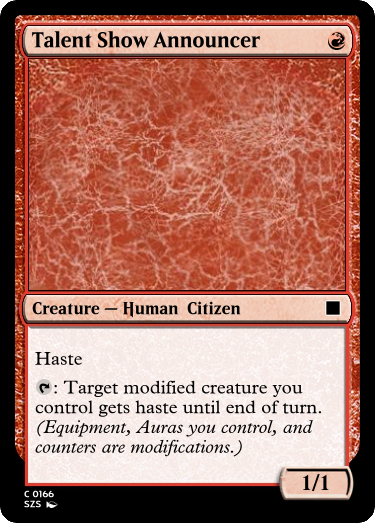 Talent Show Announcer
Creature — Human Citizen
Haste
: Target modified creature you
control gets haste until end of turn.
(Equipment, Auras you control, and
counters are modifications.)
1/1
C 0166
SZS